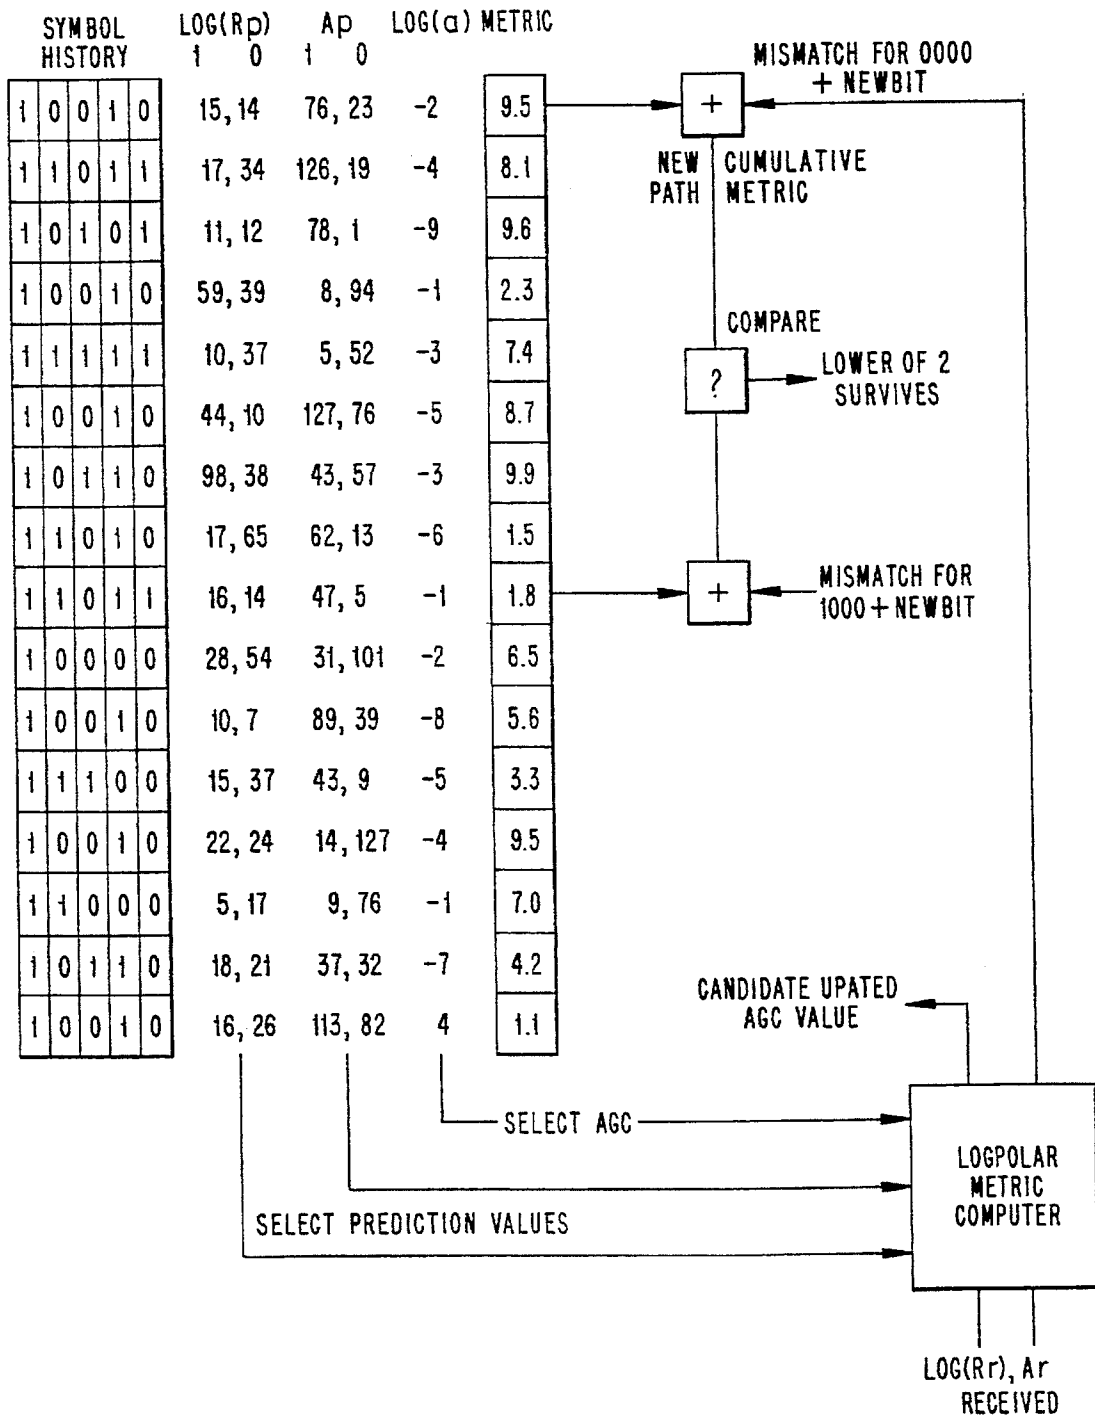 SYMBOL HISTORY LOG(Rp) Ap LOG(α) METRIC
1 0 1 0
1 0 0 1 0 15, 14 76, 23 -2 9.5
1 1 0 1 1 17, 34 126, 19 -4 8.1
1 0 1 0 1 11, 12 78, 1 -9 9.6
1 0 0 1 0 59, 39 8, 94 -1 2.3
1 1 1 1 1 10, 37 5, 52 -3 7.4
1 0 0 1 0 44, 10 127, 76 -5 8.7
1 0 1 1 0 98, 38 43, 57 -3 9.9
1 1 0 1 0 17, 65 62, 13 -6 1.5
1 1 0 1 1 16, 14 47, 5 -1 1.8
1 0 0 0 0 28, 54 31, 101 -2 6.5
1 0 0 1 0 10, 7 89, 39 -8 5.6
1 1 1 0 0 15, 37 43, 9 -5 3.3
1 0 0 1 0 22, 24 14, 127 -4 9.5
1 1 0 0 0 5, 17 9, 76 -1 7.0
1 0 1 1 0 18, 21 37, 32 -7 4.2
1 0 0 1 0 16, 26 113, 82 4 1.1
MISMATCH FOR 0000
+ NEWBIT
+
NEW CUMULATIVE
PATH METRIC
COMPARE
?
LOWER OF 2
SURVIVES
+
MISMATCH FOR
1000 + NEWBIT
CANDIDATE UPATED
AGC VALUE
SELECT AGC
SELECT PREDICTION VALUES
LOGPOLAR
METRIC
COMPUTER
LOG(Rr), Ar
RECEIVED